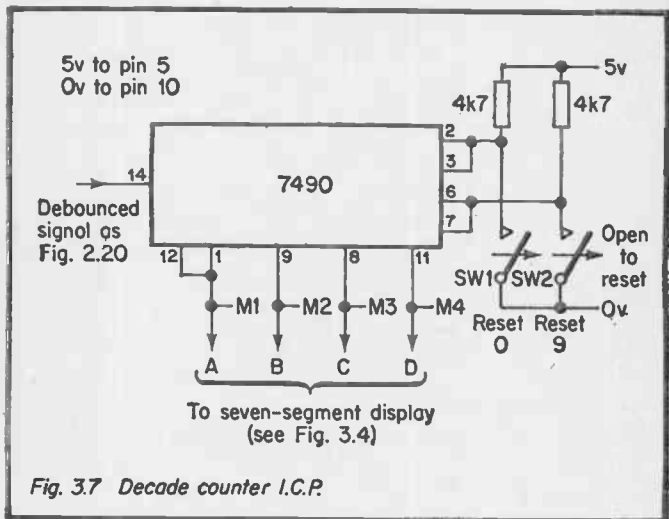 5v to pin 5
0v to pin 10
5v
4k7
4k7
2
3
6
7
14
7490
Debounced
signol as
Fig. 2.20
12
1
9
8
11
M1
M2
M3
M4
A
B
C
D
SW1
SW2
Open
to
reset
0v.
Reset
0
Reset
9
To seven-segment display
(see Fig. 3.4)
Fig. 3.7 Decade counter I.C.P.